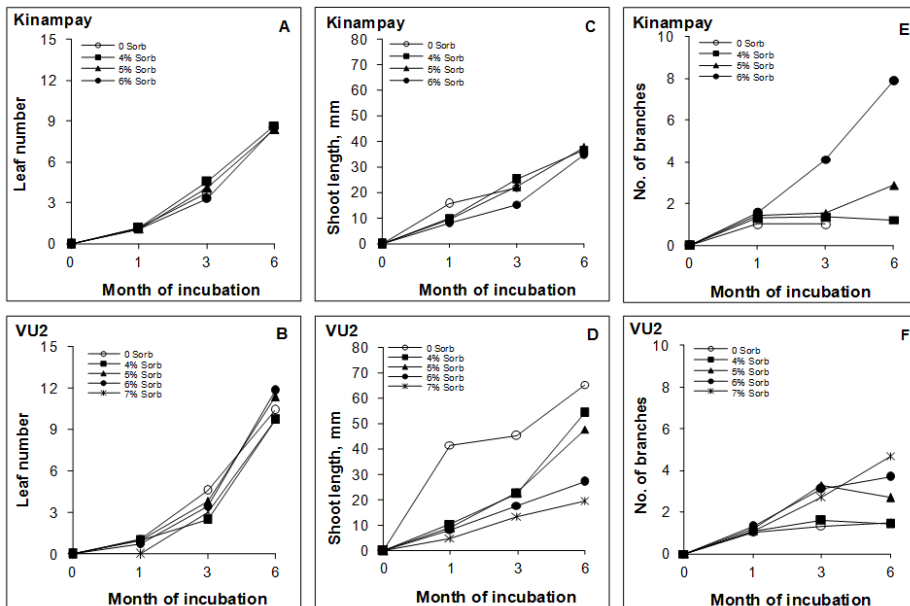 Kinampay
A
15
12
9
6
3
0
Leaf number
0 Sorb
4% Sorb
5% Sorb
6% Sorb
0 1 3 6
Month of incubation
Kinampay
C
80
70
60
50
40
30
20
10
0
Shoot length, mm
0 Sorb
4% Sorb
5% Sorb
6% Sorb
0 1 3 6
Month of incubation
Kinampay
E
10
8
6
4
2
0
No. of branches
0 Sorb
4% Sorb
5% Sorb
6% Sorb
0 1 3 6
Month of incubation
VU2
B
15
12
9
6
3
0
Leaf number
0 Sorb
4% Sorb
5% Sorb
6% Sorb
7% Sorb
0 1 3 6
Month of incubation
VU2
D
80
70
60
50
40
30
20
10
0
Shoot length, mm
0 Sorb
4% Sorb
5% Sorb
6% Sorb
7% Sorb
0 1 3 6
Month of incubation
VU2
F
10
8
6
4
2
0
No. of branches
0 Sorb
4% Sorb
5% Sorb
6% Sorb
7% Sorb
0 1 3 6
Month of incubation